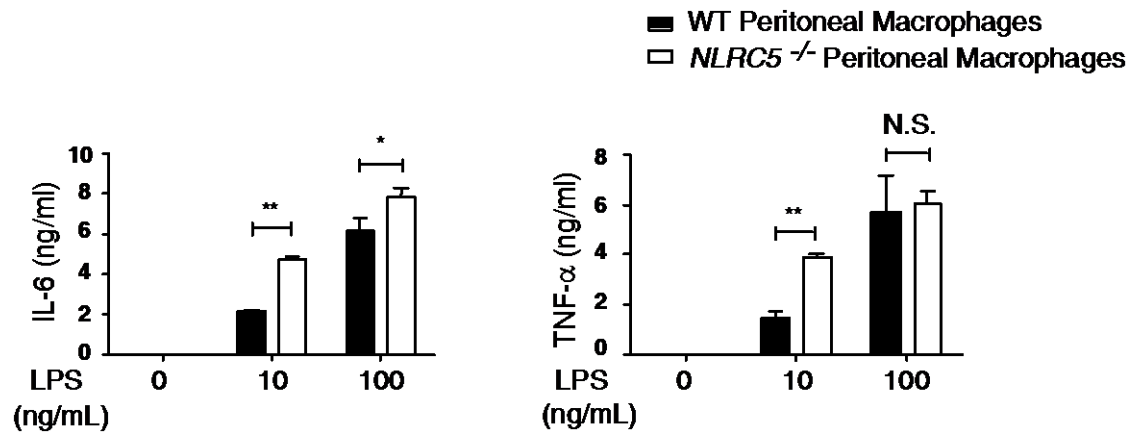 WT Peritoneal Macrophages
NLRC5 -/- Peritoneal Macrophages
IL-6 (ng/ml)
10
8
6
4
2
0
**
*
LPS 0 10 100
(ng/mL)
TNF-α (ng/ml)
8
6
4
2
0
**
N.S.
LPS 0 10 100
(ng/mL)